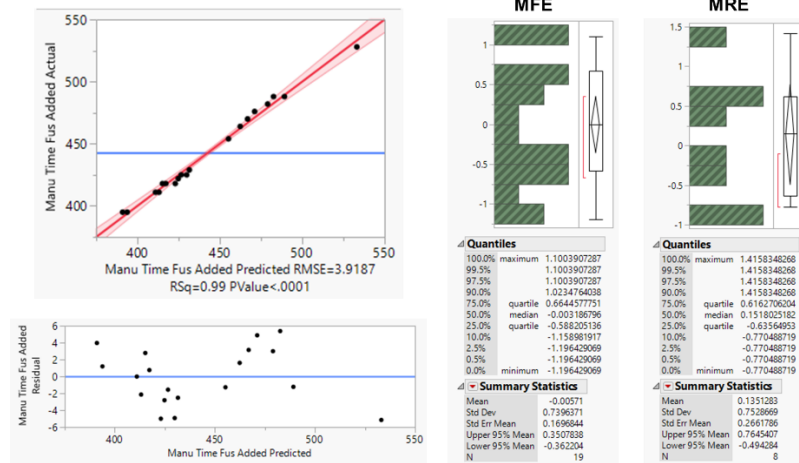 MFE
MRE
550
500
450
400
Manu Time Fus Added Actual
400
450
500
550
Manu Time Fus Added Predicted RMSE=3.9187
RSq=0.99 PValue<.0001
6
4
2
0
-2
-4
-6
Manu Time Fus Added
Residual
400
450
500
550
Manu Time Fus Added Predicted
1
0.5
0
-0.5
-1
Quantiles
100.0% maximum 1.1003907287
99.5% 1.1003907287
97.5% 1.1003907287
90.0% 1.0234764038
75.0% quartile 0.6644577751
50.0% median -0.003186796
25.0% quartile -0.588205136
10.0% -1.158981917
2.5% -1.196429069
0.5% -1.196429069
0.0% minimum -1.196429069
Summary Statistics
Mean -0.00571
Std Dev 0.7396371
Std Err Mean 0.1696844
Upper 95% Mean 0.3507838
Lower 95% Mean -0.362204
N 19
1.5
1
0.5
0
-0.5
-1
Quantiles
100.0% maximum 1.4158348268
99.5% 1.4158348268
97.5% 1.4158348268
90.0% 1.4158348268
75.0% quartile 0.6162706204
50.0% median 0.1518025182
25.0% quartile -0.63564953
10.0% -0.770488719
2.5% -0.770488719
0.5% -0.770488719
0.0% minimum -0.770488719
Summary Statistics
Mean 0.1351283
Std Dev 0.7528669
Std Err Mean 0.2661786
Upper 95% Mean 0.7645407
Lower 95% Mean -0.494284
N 8